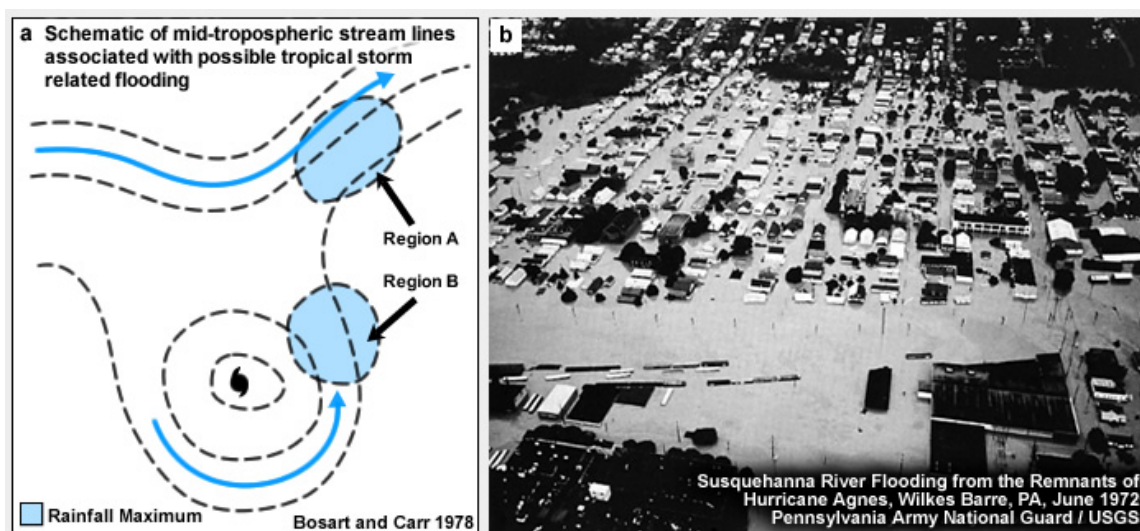 a Schematic of mid-tropospheric stream lines
associated with possible tropical storm
related flooding
Region A
Region B
Rainfall Maximum
Bosart and Carr 1978
b
Susquehanna River Flooding from the Remnants of
Hurricane Agnes, Wilkes Barre, PA, June 1972
Pennsylvania Army National Guard / USGS